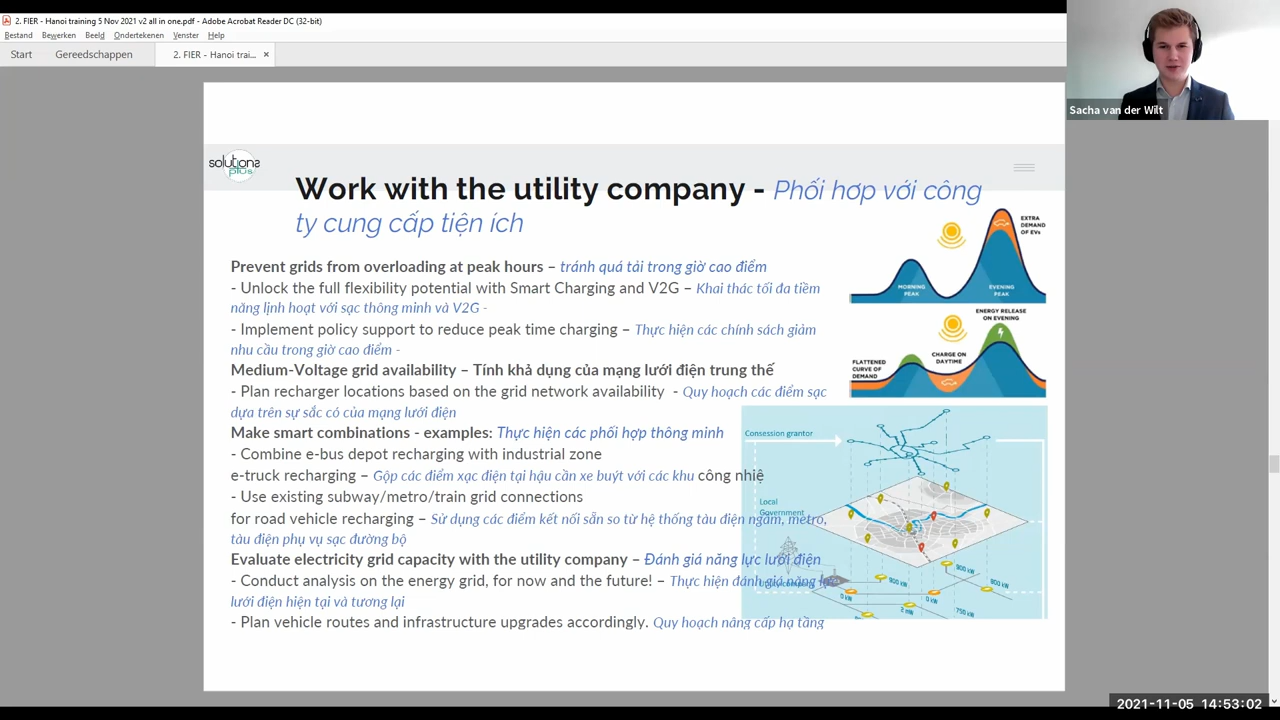 2. FIER - Hanoi training 5 Nov 2021 v2 all in one.pdf - Adobe Acrobat Reader DC (32-bit)
Bestand Bewerken Beeld Ondertekenen Venster Help
Start Gereedschappen 2. FIER - Hanoi trai... ×
Sacha van der Wilt
solutions
plus
Work with the utility company - Phối hơp với công
ty cung cấp tiện ích
Prevent grids from overloading at peak hours – tránh quá tải trong giờ cao điểm
- Unlock the full flexibility potential with Smart Charging and V2G – Khai thác tối đa tiềm
năng lịnh hoạt với sạc thông minh và V2G -
- Implement policy support to reduce peak time charging – Thực hiện các chính sách giảm
nhu cầu trong giờ cao điểm -
Medium-Voltage grid availability – Tính khả dụng của mạng lưới điện trung thế
- Plan recharger locations based on the grid network availability - Quy hoạch các điểm sạc
dựa trên sự sắc có của mạng lưới điện
Make smart combinations - examples: Thực hiện các phối hợp thông minh
- Combine e-bus depot recharging with industrial zone
e-truck recharging – Gộp các điểm xạc điện tại hậu cần xe buýt với các khu công nhiệ
- Use existing subway/metro/train grid connections
for road vehicle recharging – Sử dụng các điểm kết nối sẵn so từ hệ thống tàu điện ngầm, metro,
tàu điện phụ vụ sạc đường bộ
Evaluate electricity grid capacity with the utility company – Đánh giá năng lực lưới điện
- Conduct analysis on the energy grid, for now and the future! – Thực hiện đánh giá năng
lưới điện hiện tại và tương lại
- Plan vehicle routes and infrastructure upgrades accordingly. Quy hoạch nâng cấp hạ tầng
EXTRA
DEMAND
OF EVs
MORNING
PEAK
EVENING
PEAK
ENERGY RELEASE
ON EVENING
FLATTENED
CURVE OF
DEMAND
CHARGE ON
DAYTIME
Consession grantor
Local
Government
Utility company
900 kW
800 kW
800 kW
0 kW
0 kW
2 mW
750 kW
2021-11-05 14:53:02